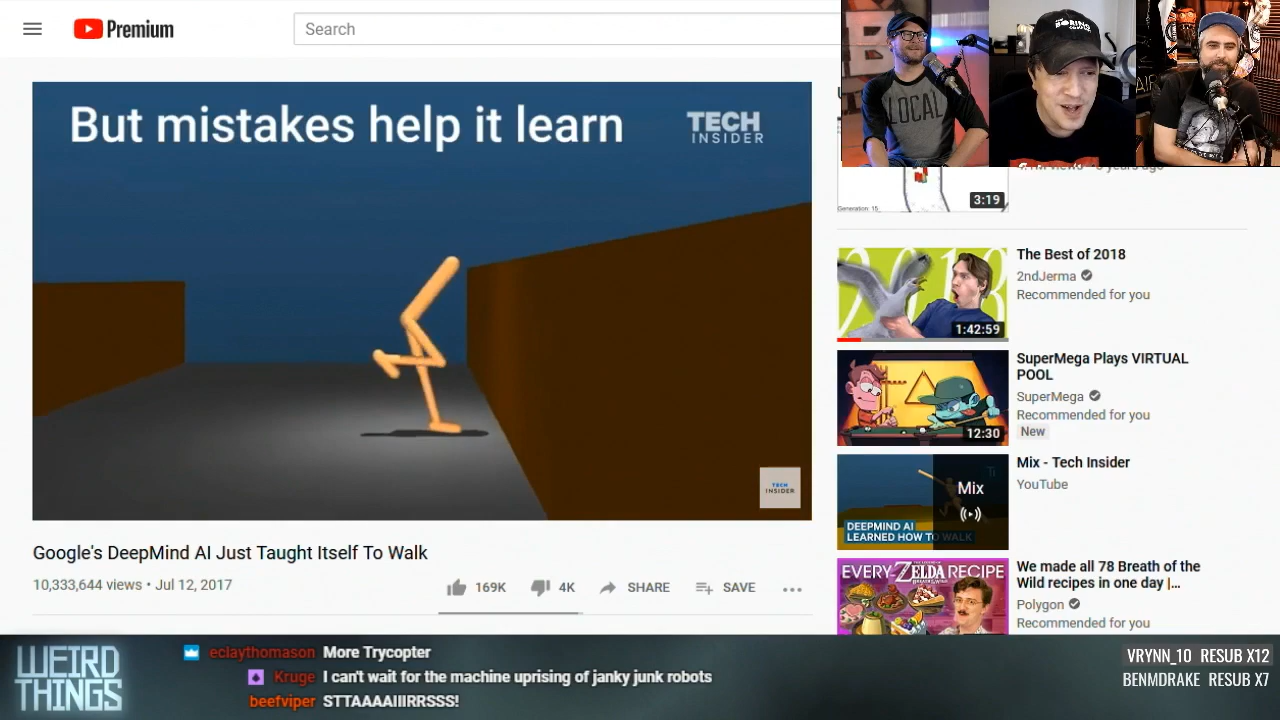 Premium
Search
But mistakes help it learn
TECH
INSIDER
TECH
INSIDER
Google's DeepMind AI Just Taught Itself To Walk
10,333,644 views • Jul 12, 2017
169K
4K
SHARE
SAVE
LOCAL
Generation: 15
3:19
1:42:59
The Best of 2018
2ndJerma
Recommended for you
12:30
SuperMega Plays VIRTUAL
POOL
SuperMega
Recommended for you
New
Mix
DEEPMIND AI
LEARNED HOW TO WALK
Mix - Tech Insider
YouTube
EVERY ZELDA RECIPE
We made all 78 Breath of the
Wild recipes in one day |...
Polygon
Recommended for you
WEIRD
THINGS
eclaythomason More Trycopter
Kruge I can't wait for the machine uprising of janky junk robots
beefviper STTAAAAIIIRRSSS!
VRYNN_10 RESUB X12
BENMDRAKE RESUB X7